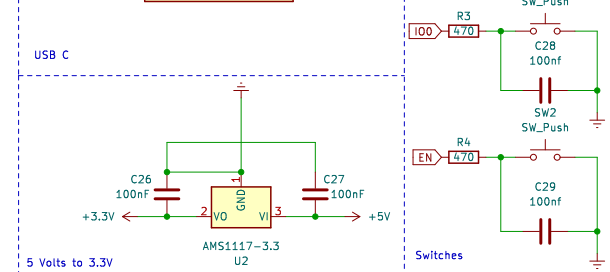 SW_Push
R3
IO0
470
C28
100nf
USB C
SW2
SW_Push
R4
EN
470
C26
100nF
1
GND
C27
100nF
C29
100nf
+3.3V
2
VO
VI
3
+5V
AMS1117-3.3
U2
5 Volts to 3.3V
Switches